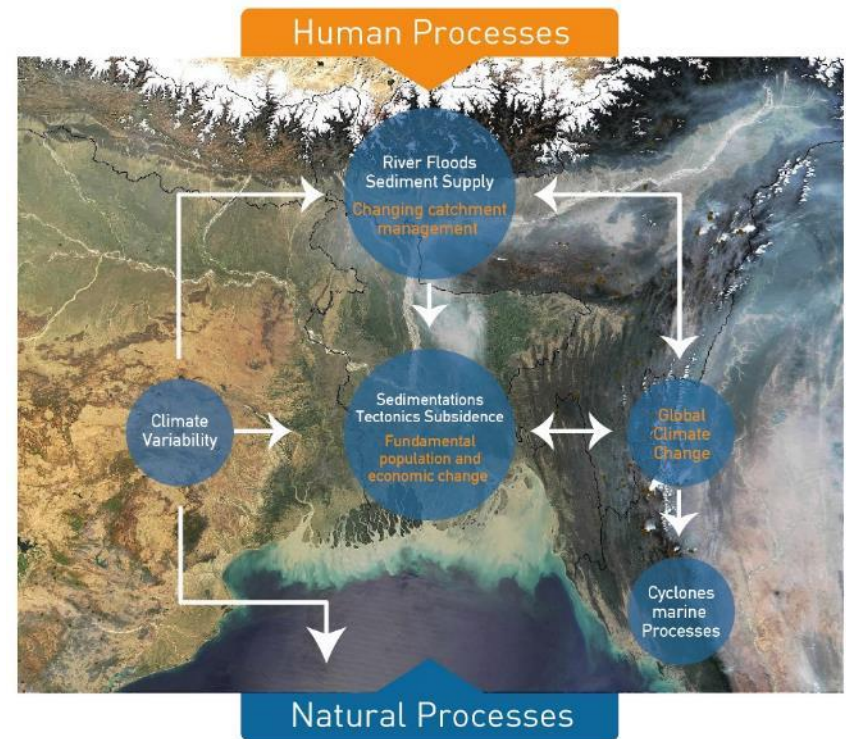 Human Processes
River Floods
Sediment Supply
Changing catchment
management
Climate
Variability
Sedimentations
Tectonics Subsidence
Fundamental
population and
economic change
Global
Climate
Change
Cyclones
marine
Processes
Natural Processes